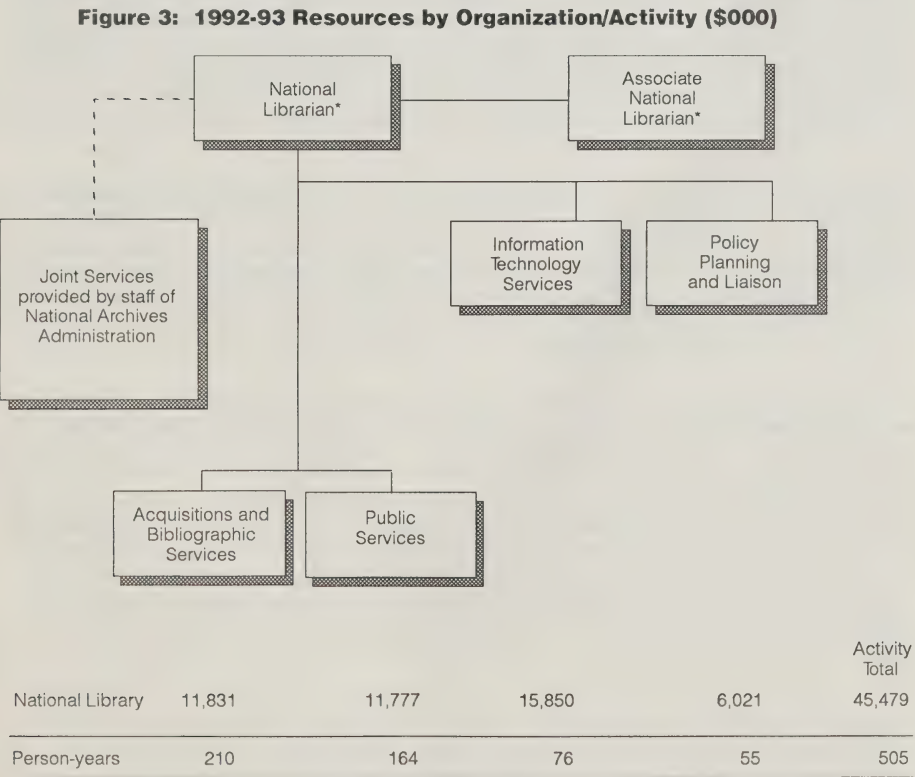 Figure 3: 1992-93 Resources by Organization/Activity ($000)
National
Librarian*
Associate
National
Librarian*
Joint Services
provided by staff of
National Archives
Administration
Information
Technology
Services
Policy
Planning
and Liaison
Acquisitions and
Bibliographic
Services
Public
Services
Activity
Total
National Library 11,831 11,777 15,850 6,021 45,479
Person-years 210 164 76 55 505